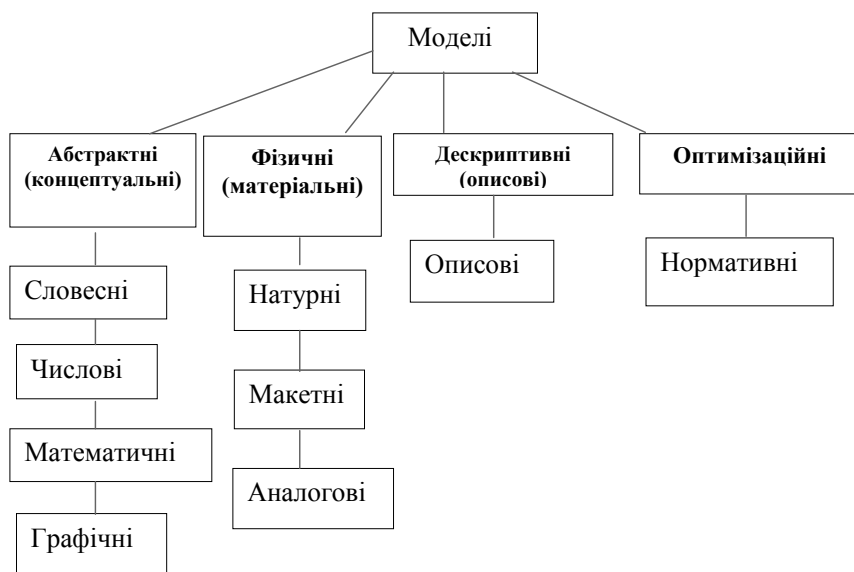 Моделі
Абстрактні
(концептуальні)
Фізичні
(матеріальні)
Дескриптивні
(описові)
Оптимізаційні
Словесні
Числові
Математичні
Графічні
Натурні
Макетні
Аналогові
Описові
Нормативні